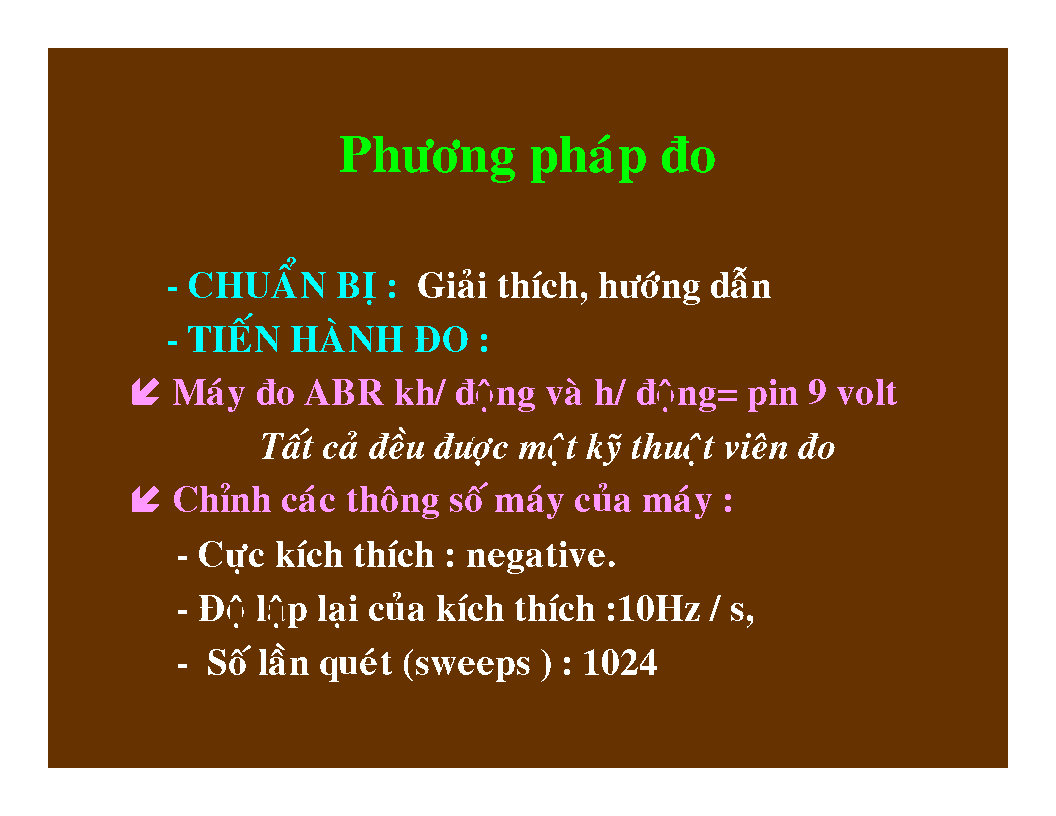 Phương pháp đo
- CHUẨN BỊ : Giải thích, hướng dẫn
- TIẾN HÀNH ĐO :
Máy đo ABR kh/ động và h/ động= pin 9 volt
Tất cả đều được một kỹ thuột viên đo
Chỉnh các thông số máy của máy :
- Cực kích thích : negative.
- Độ lập lại của kích thích :10Hz / s,
- Số lần quét (sweeps ) : 1024